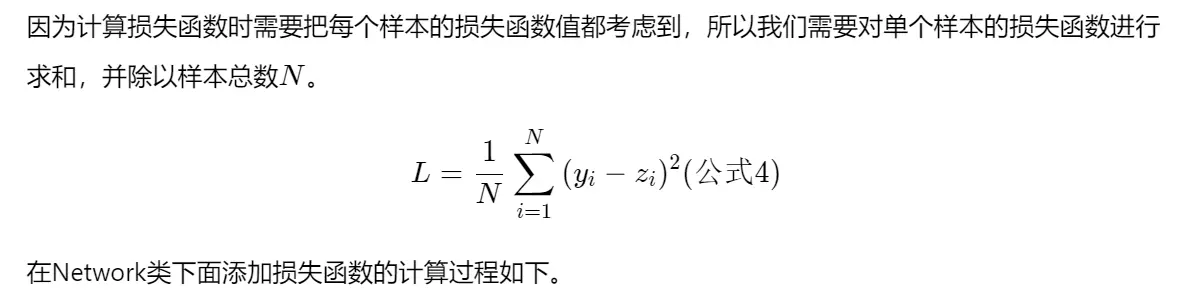 因为计算损失函数时需要把每个样本的损失函数值都考虑到，所以我们需要对单个样本的损失函数进行
求和，并除以样本总数N。
L = \frac{1}{N} \sum_{i=1}^{N} (y_i - z_i)^2 (公式4)
在Network类下面添加损失函数的计算过程如下。